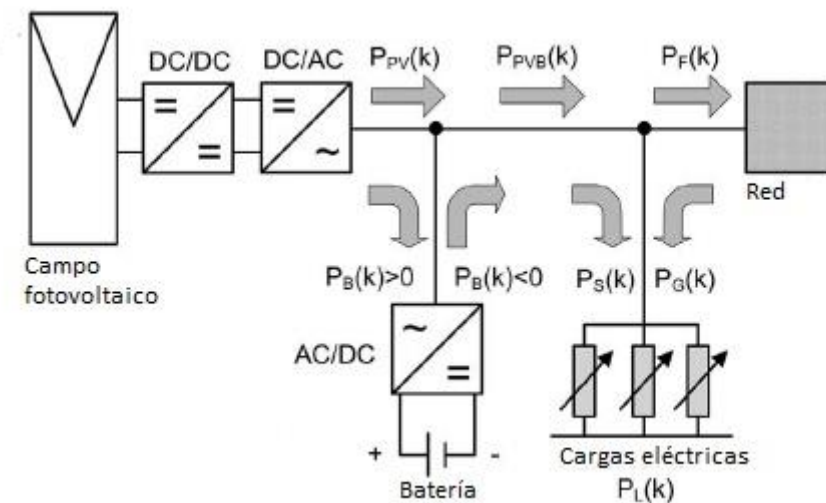 DC/DC
DC/AC
P_PV(k)
P_PVB(k)
P_F(k)
=
=
=
~
Red
Campo
fotovoltaico
P_B(k)>0
P_B(k)<0
P_S(k)
P_G(k)
AC/DC
~
=
+
-
Batería
Cargas eléctricas
P_L(k)